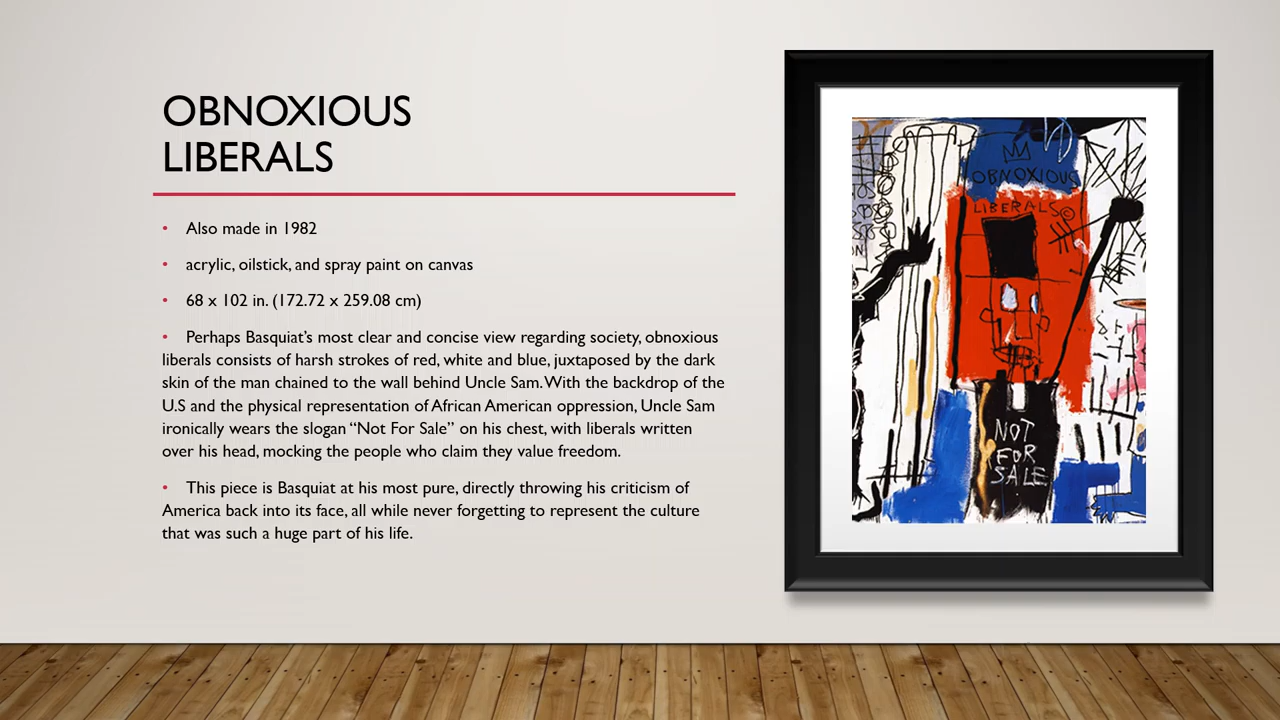 OBNOXIOUS
LIBERALS
• Also made in 1982
• acrylic, oilstick, and spray paint on canvas
• 68 x 102 in. (172.72 x 259.08 cm)
• Perhaps Basquiat’s most clear and concise view regarding society, obnoxious
liberals consists of harsh strokes of red, white and blue, juxtaposed by the dark
skin of the man chained to the wall behind Uncle Sam. With the backdrop of the
U.S and the physical representation of African American oppression, Uncle Sam
ironically wears the slogan “Not For Sale” on his chest, with liberals written
over his head, mocking the people who claim they value freedom.
• This piece is Basquiat at his most pure, directly throwing his criticism of
America back into its face, all while never forgetting to represent the culture
that was such a huge part of his life.
OBNOXIOUS
LIBERALS©
NOT
FOR
SALE